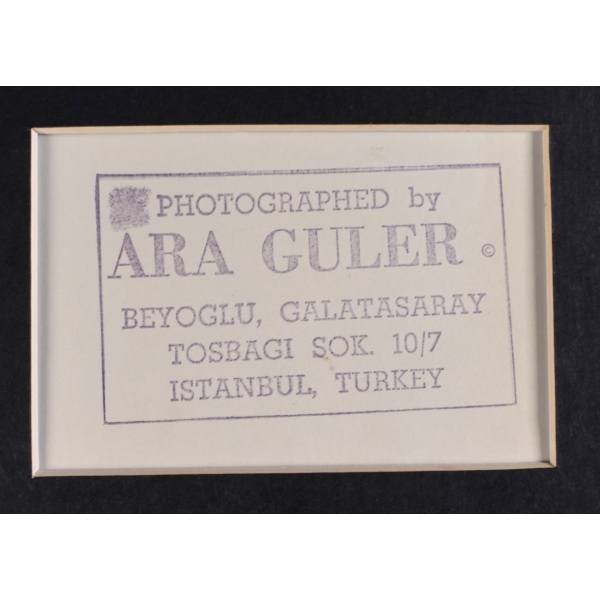 PHOTOGRAPHED by
ARA GULER ©
BEYOGLU, GALATASARAY
TOSBAGI SOK. 10/7
ISTANBUL, TURKEY